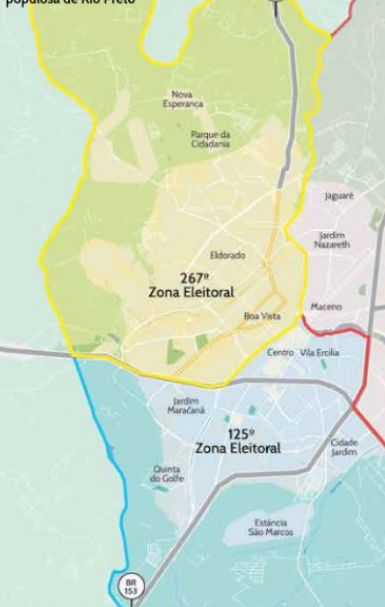 populosa de Rio Preto
Nova
Esperança
Parque da
Cidadania
Jaguaré
Jardim
Nazareth
Eldorado
267º
Zona Eleitoral
Maceno
Boa Vista
Centro
Vila Ercília
Jardim
Maracanã
125º
Zona Eleitoral
Cidade
Jardim
Quinta
do Golfe
Estância
São Marcos
BR
153